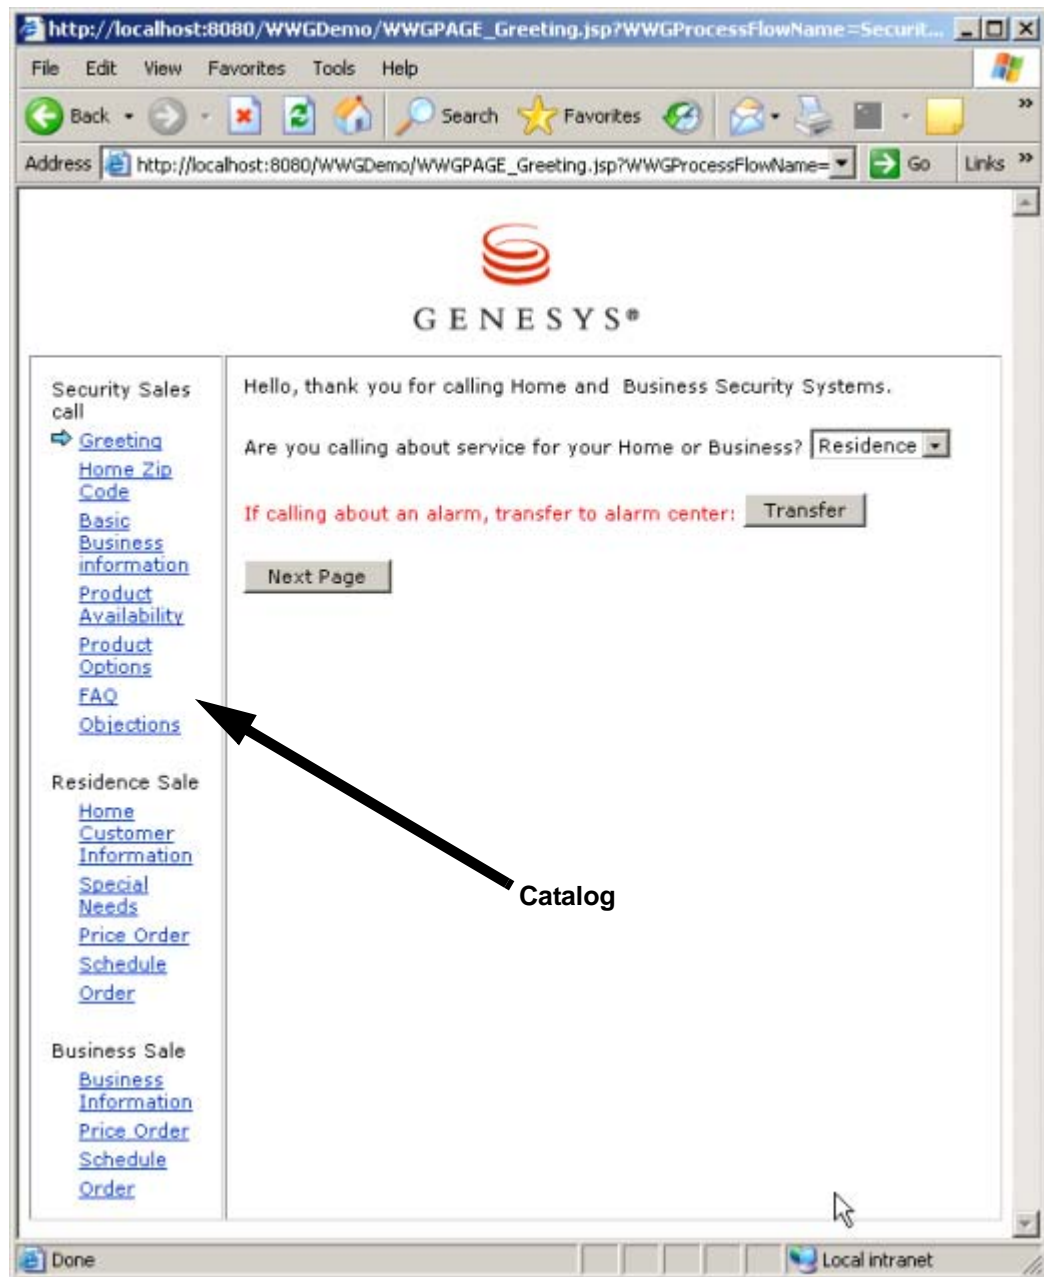 http://localhost:8080/WWGDemo/WWGPAGE_Greeting.jsp?WWGProcessFlowName=Securit...
File Edit View Favorites Tools Help
Back Search Favorites »
Address http://localhost:8080/WWGDemo/WWGPAGE_Greeting.jsp?WWGProcessFlowName= Go Links »
GENESYS®
Security Sales
call
Greeting
Home Zip
Code
Basic
Business
information
Product
Availability
Product
Options
FAQ
Objections
Residence Sale
Home
Customer
Information
Special
Needs
Price Order
Schedule
Order
Business Sale
Business
Information
Price Order
Schedule
Order
Hello, thank you for calling Home and Business Security Systems.
Are you calling about service for your Home or Business? Residence
If calling about an alarm, transfer to alarm center: Transfer
Next Page
Catalog
Done
Local intranet